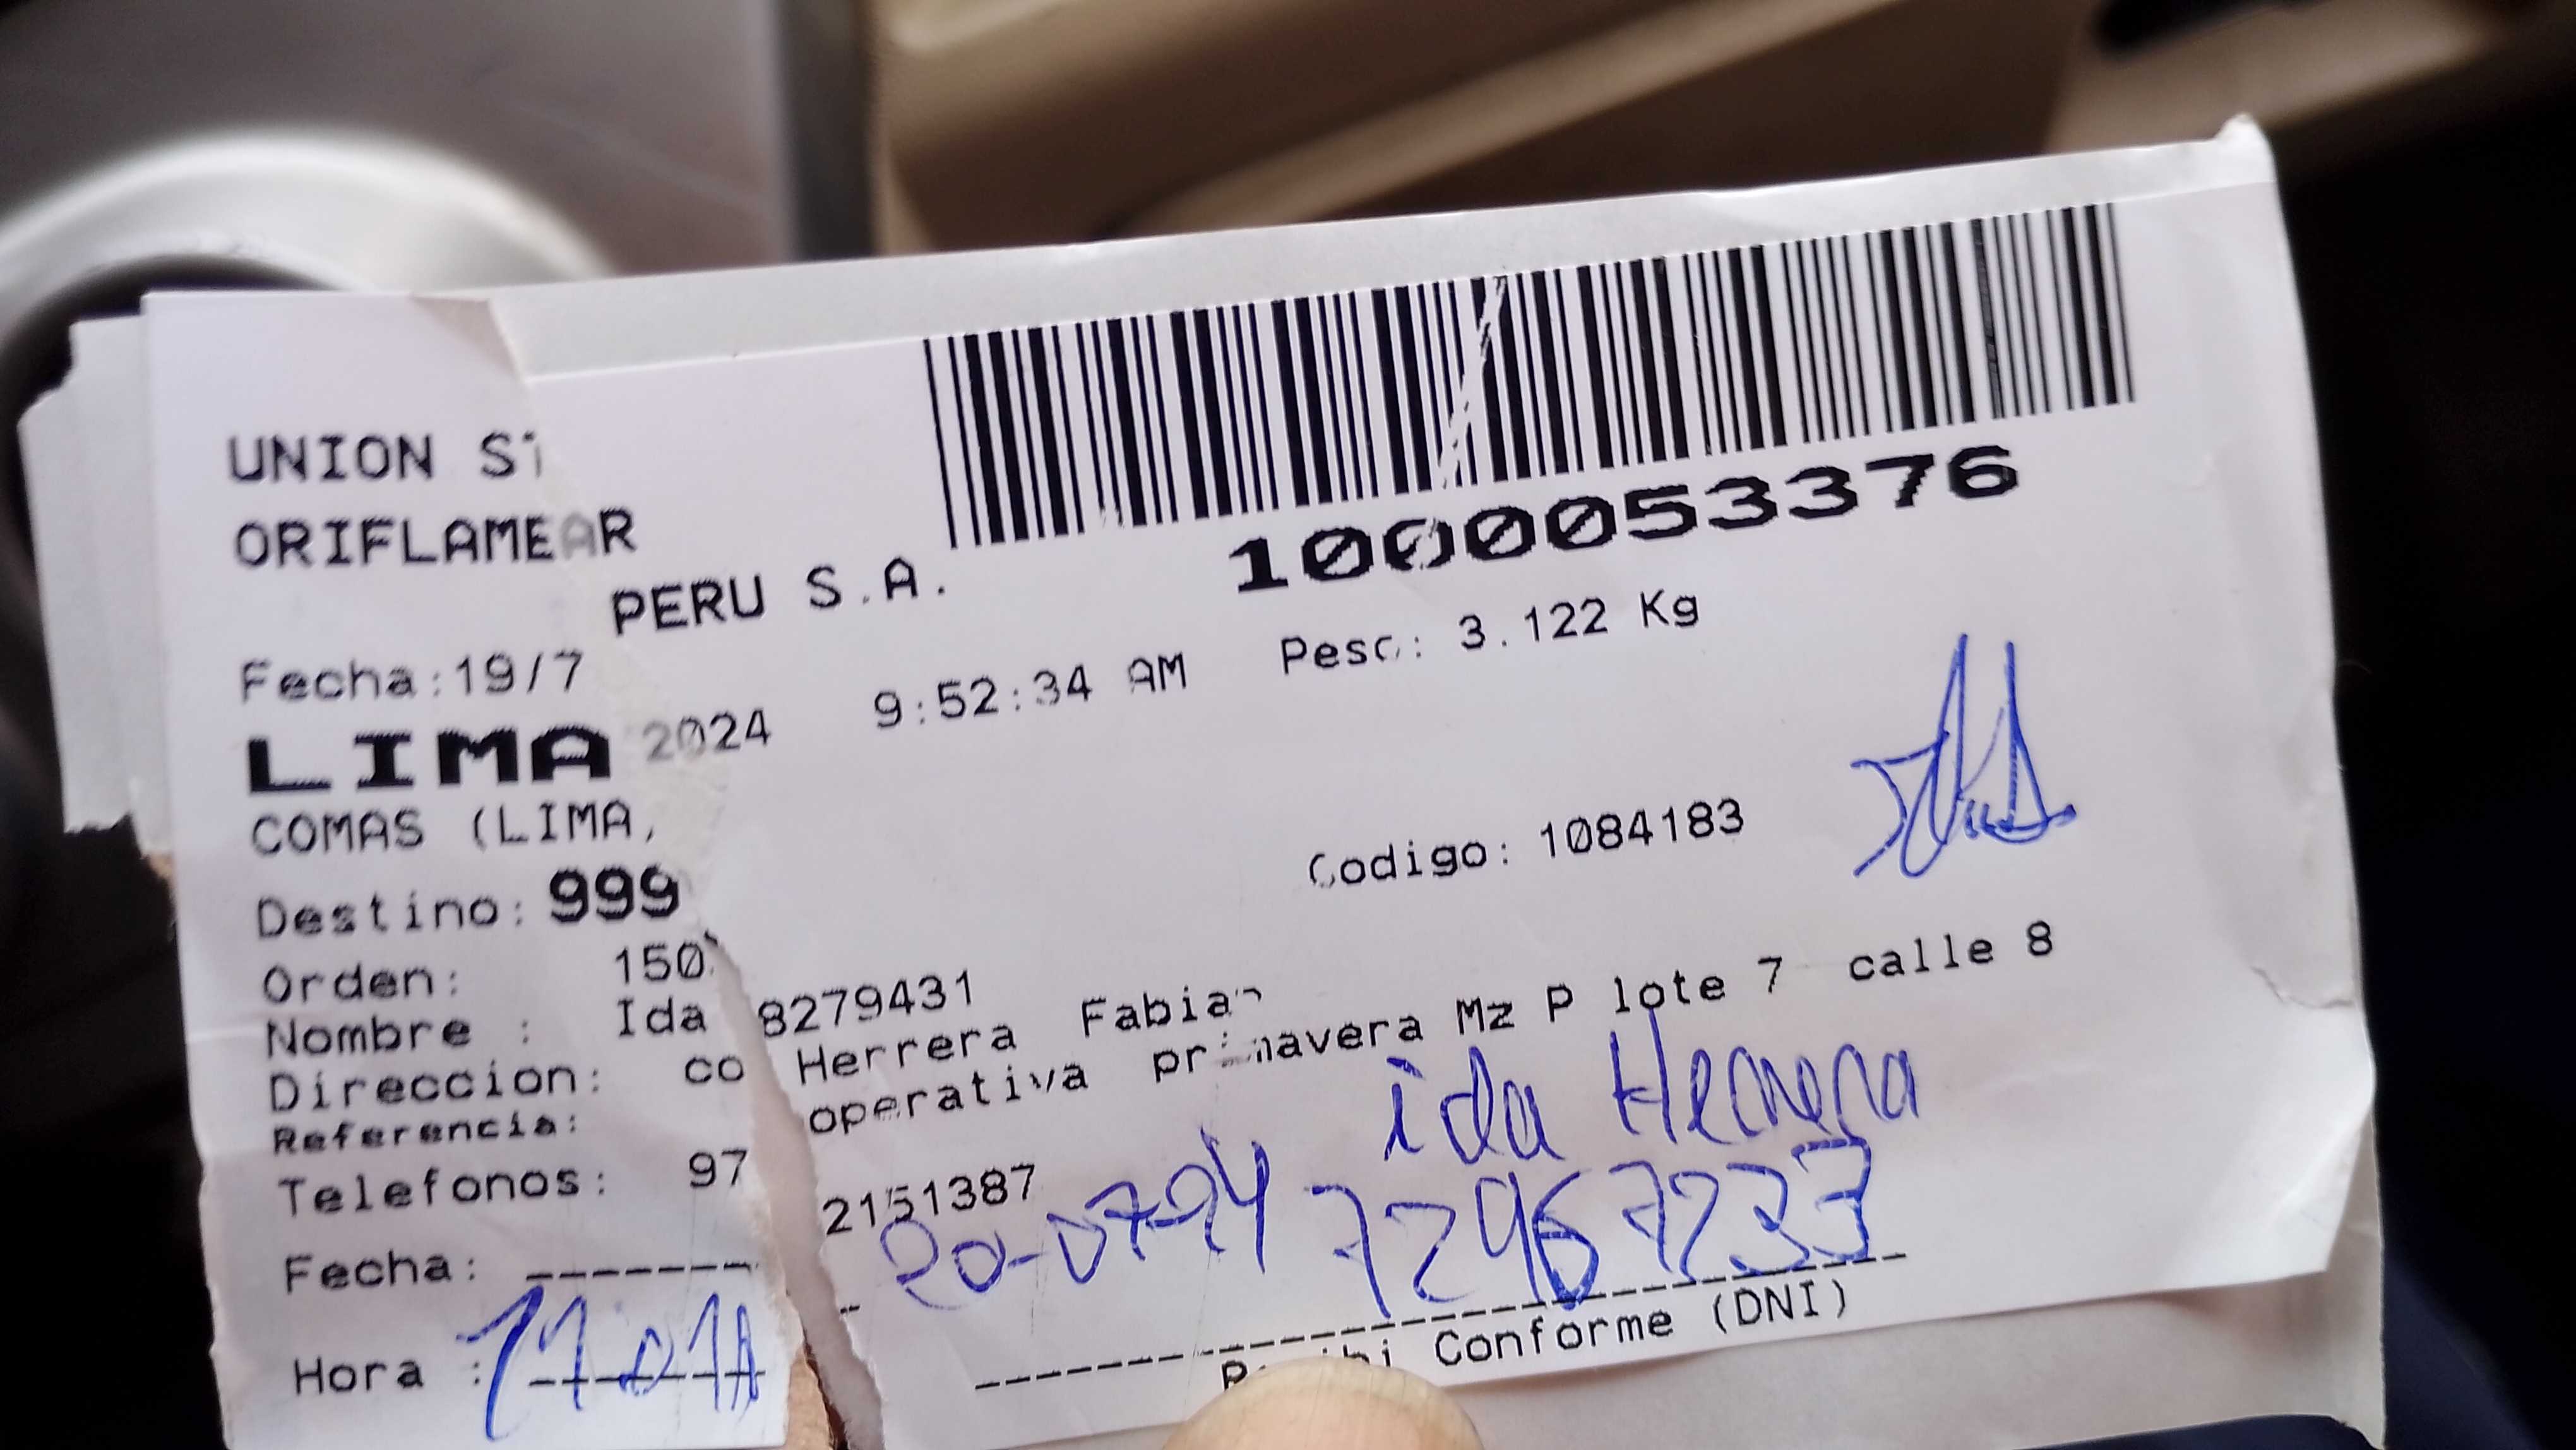 UNION ST
ORIFLAMEAR
PERU S.A.
1000053376
Fecha:19/7 2024 9:52:34 AM Peso: 3.122 Kg
LIMA
COMAS (LIMA,
Destino: 999 Codigo: 1084183
Orden: 150 8279431
Nombre : Ida Herrera Fabian
Direccion: co operativa primavera Mz P lote 7 calle 8
Referencia:
ida Herrera
Telefonos: 97 2151387
Fecha: 20-07-24 72967233
Hora :
Recibi Conforme (DNI)